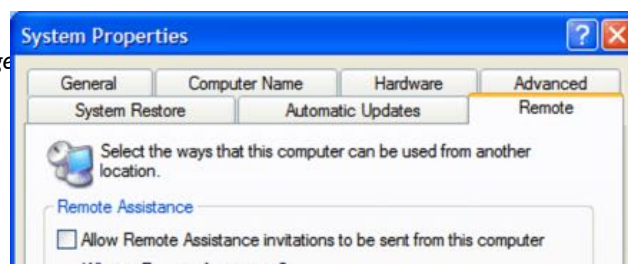 System Properties
General Computer Name Hardware Advanced
System Restore Automatic Updates Remote
Select the ways that this computer can be used from another
location.
Remote Assistance
Allow Remote Assistance invitations to be sent from this computer